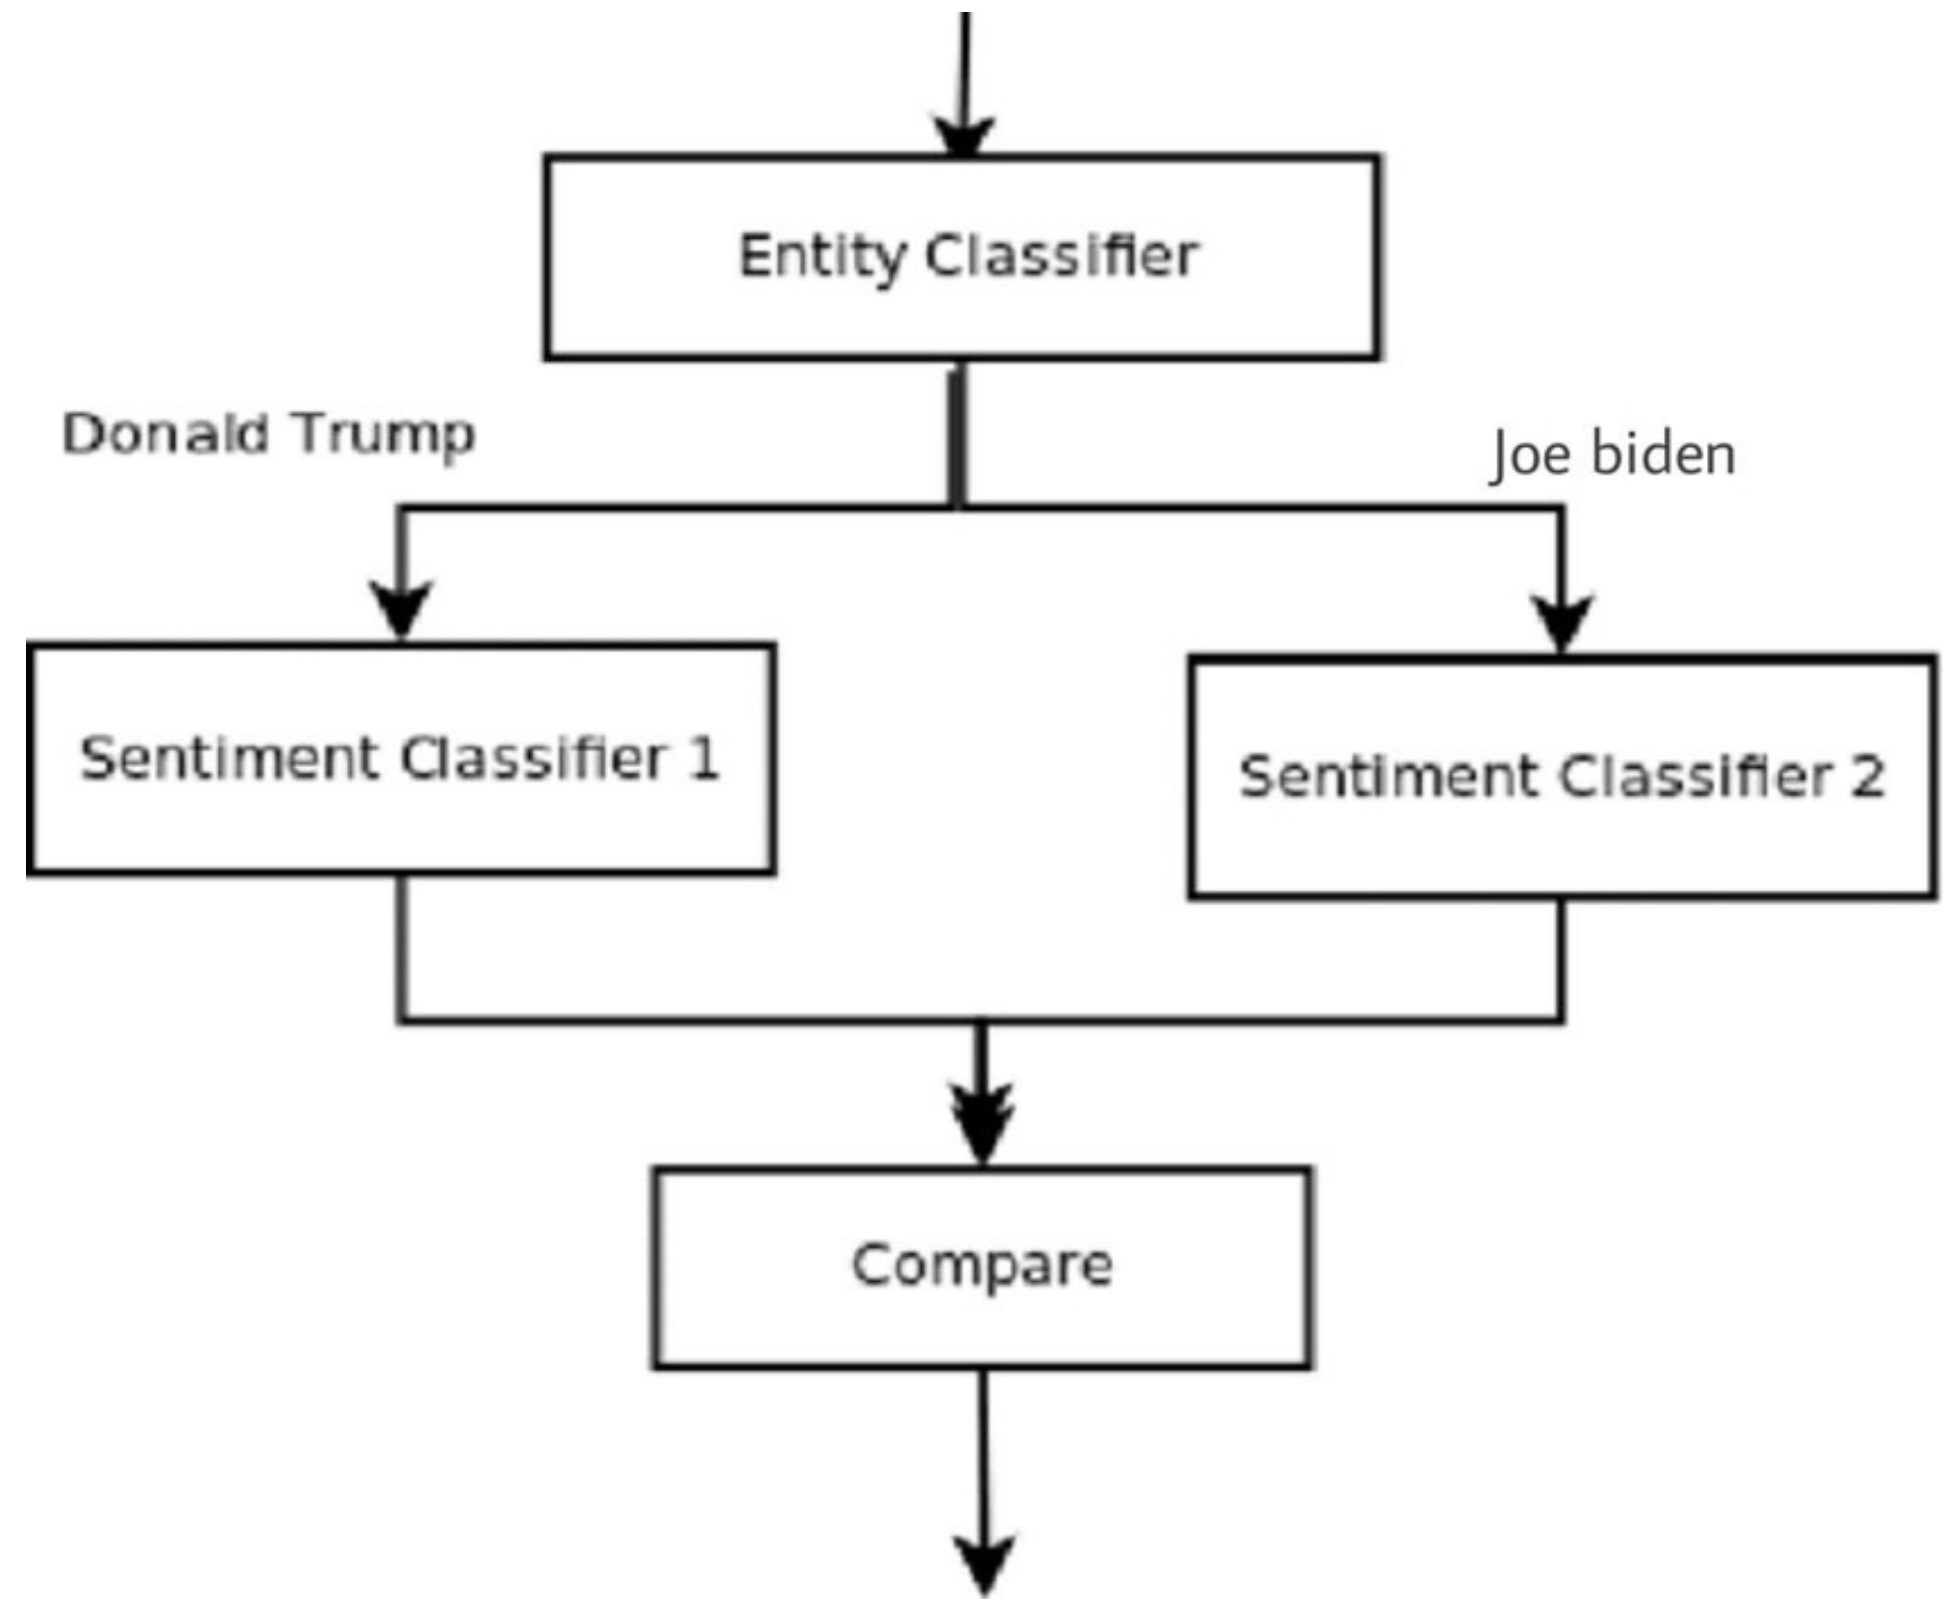 Entity Classifier
Donald Trump
Joe biden
Sentiment Classifier 1
Sentiment Classifier 2
Compare